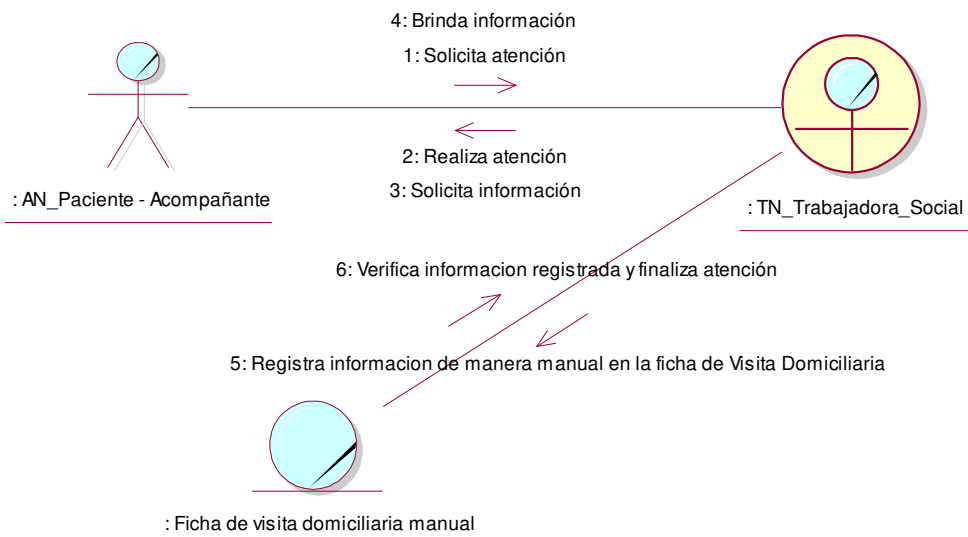 4: Brinda información
1: Solicita atención
2: Realiza atención
3: Solicita información
: AN_Paciente - Acompañante
: TN_Trabajadora_Social
6: Verifica informacion registrada y finaliza atención
5: Registra informacion de manera manual en la ficha de Visita Domiciliaria
: Ficha de visita domiciliaria manual